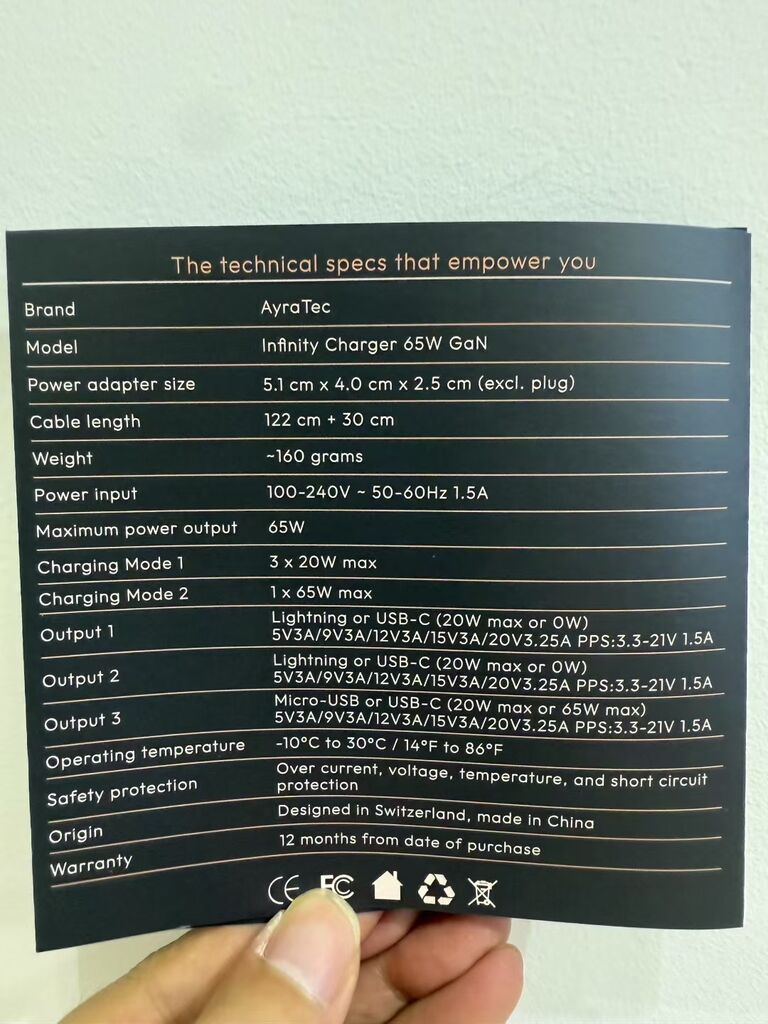 The technical specs that empower you
Brand AyraTec
Model Infinity Charger 65W GaN
Power adapter size 5.1 cm x 4.0 cm x 2.5 cm (excl. plug)
Cable length 122 cm + 30 cm
Weight ~160 grams
Power input 100-240V ~ 50-60Hz 1.5A
Maximum power output 65W
Charging Mode 1 3 x 20W max
Charging Mode 2 1 x 65W max
Output 1 Lightning or USB-C (20W max or 0W)
5V3A/9V3A/12V3A/15V3A/20V3.25A PPS:3.3-21V 1.5A
Output 2 Lightning or USB-C (20W max or 0W)
5V3A/9V3A/12V3A/15V3A/20V3.25A PPS:3.3-21V 1.5A
Output 3 Micro-USB or USB-C (20W max or 65W max)
5V3A/9V3A/12V3A/15V3A/20V3.25A PPS:3.3-21V 1.5A
Operating temperature -10°C to 30°C / 14°F to 86°F
Safety protection Over current, voltage, temperature, and short circuit
protection
Origin Designed in Switzerland, made in China
Warranty 12 months from date of purchase
CE FC